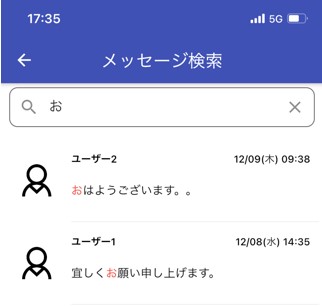 17:35 5G
メッセージ検索
お
ユーザー2 12/09(木) 09:38
おはようございます。。
ユーザー1 12/08(水) 14:35
宜しくお願い申し上げます。